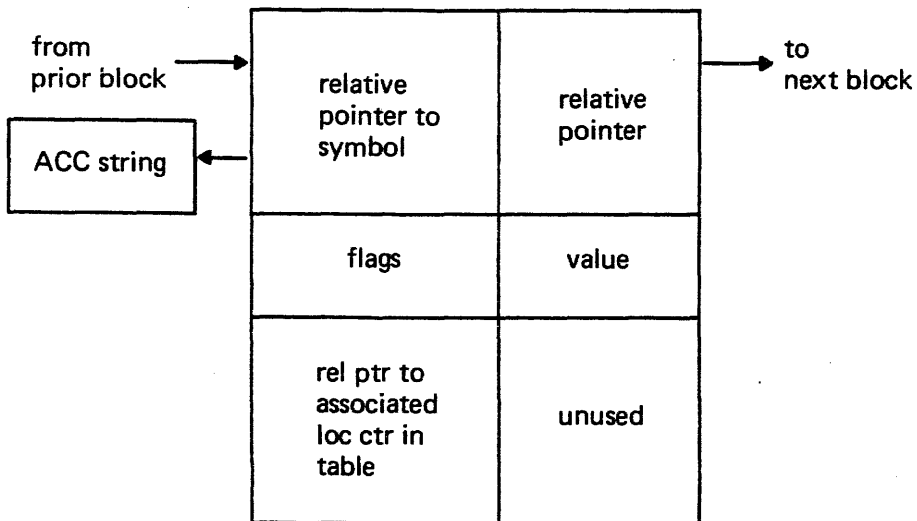 from
prior block
to
next block
relative
pointer to
symbol
relative
pointer
ACC string
flags
value
rel ptr to
associated
loc ctr in
table
unused